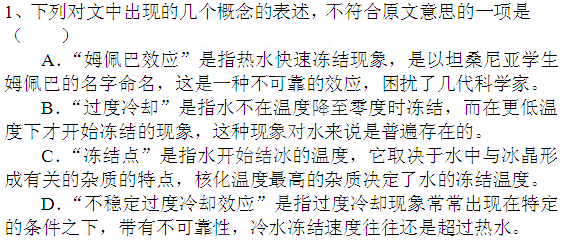 1、下列对文中出现的几个概念的表述，不符合原文意思的一项是
（　　）
A．“姆佩巴效应”是指热水快速冻结现象，是以坦桑尼亚学生
姆佩巴的名字命名，这是一种不可靠的效应，困扰了几代科学家。
B．“过度冷却”是指水不在温度降至零度时冻结，而在更低温
度下才开始冻结的现象，这种现象对水来说是普遍存在的。
C．“冻结点”是指水开始结冰的温度，它取决于水中与冰晶形
成有关的杂质的特点，核化温度最高的杂质决定了水的冻结温度。
D．“不稳定过度冷却效应”是指过度冷却现象常常出现在特定
的条件之下，带有不可靠性，冷水冻结速度往往还是超过热水。